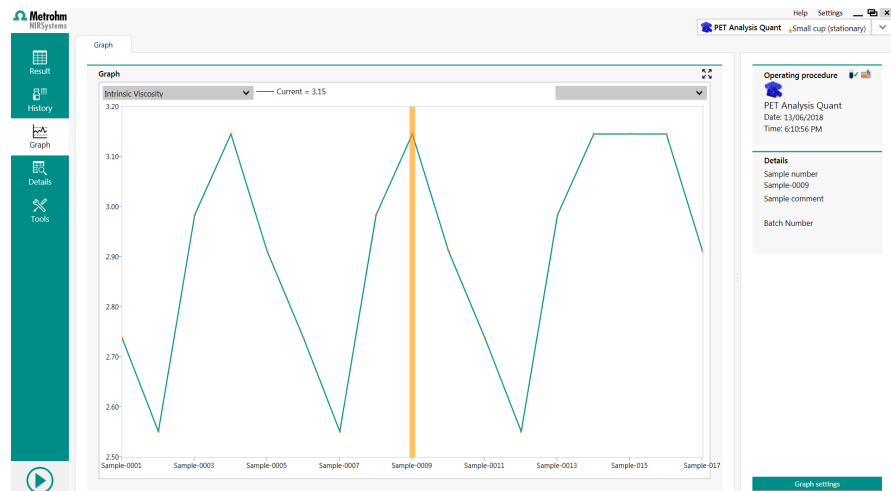 Metrohm
NIRSystems
Help Settings
PET Analysis Quant Small cup (stationary)
Graph
Result
History
Graph
Details
Tools
Graph
Intrinsic Viscosity
Current = 3.15
3.20
3.10
3.00
2.90
2.80
2.70
2.60
2.50
Sample-0001 Sample-0003 Sample-0005 Sample-0007 Sample-0009 Sample-0011 Sample-0013 Sample-015 Sample-017
Operating procedure
PET Analysis Quant
Date: 13/06/2018
Time: 6:10:56 PM
Details
Sample number
Sample-0009
Sample comment
Batch Number
Graph settings